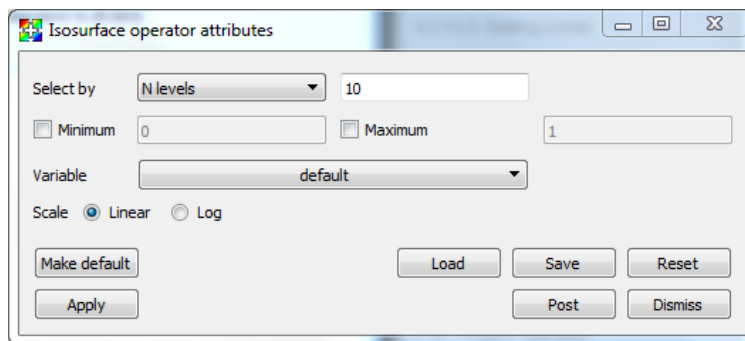 Isosurface operator attributes
Select by N levels 10
Minimum 0 Maximum 1
Variable default
Scale Linear Log
Make default Load Save Reset
Apply Post Dismiss